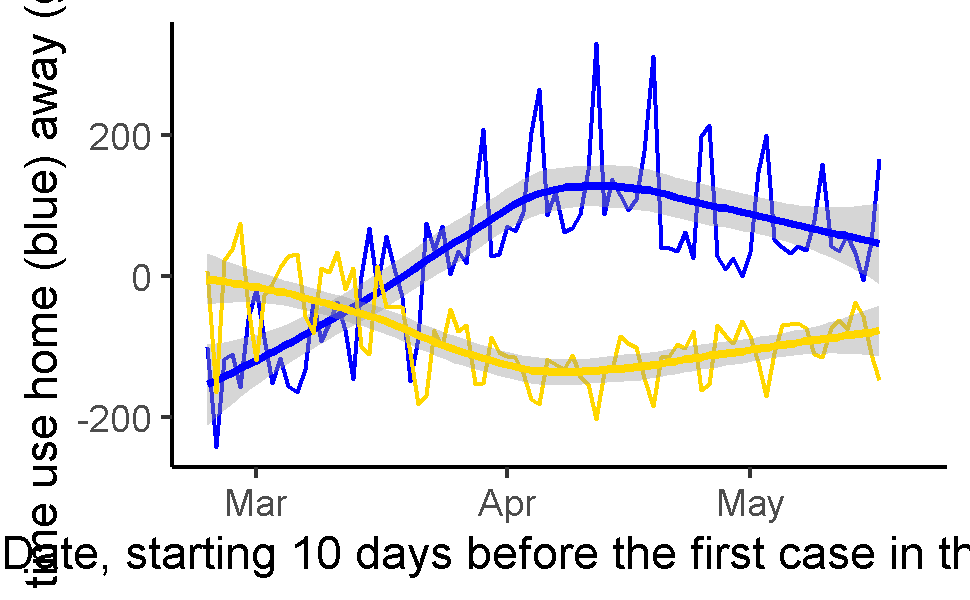 time use home (blue) away (
200
0
-200
Mar Apr May
Date, starting 10 days before the first case in th